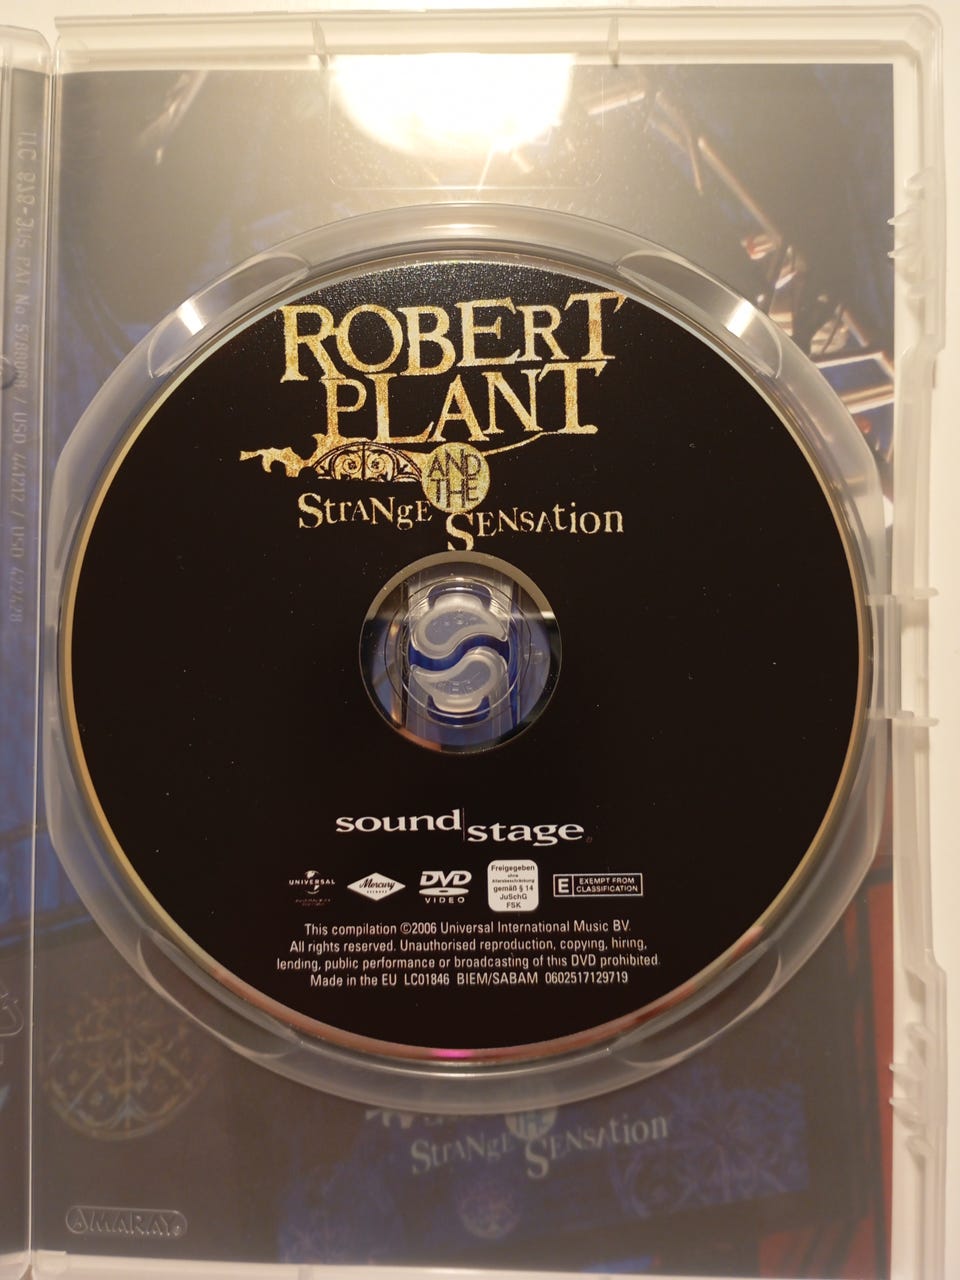 ROBERT
PLANT
AND
THE
StrANgE SENSAtion
sound stage
UNIVERSAL
Mercury
RECORDS
DVD
VIDEO
Freigegeben
ohne
Altersbeschränkung
gemäß § 14
JuSchG
FSK
E EXEMPT FROM
CLASSIFICATION
This compilation ©2006 Universal International Music BV.
All rights reserved. Unauthorised reproduction, copying, hiring,
lending, public performance or broadcasting of this DVD prohibited.
Made in the EU LC01846 BIEM/SABAM 0602517129719
THE
StrANgE SENSAtion
AMARAY